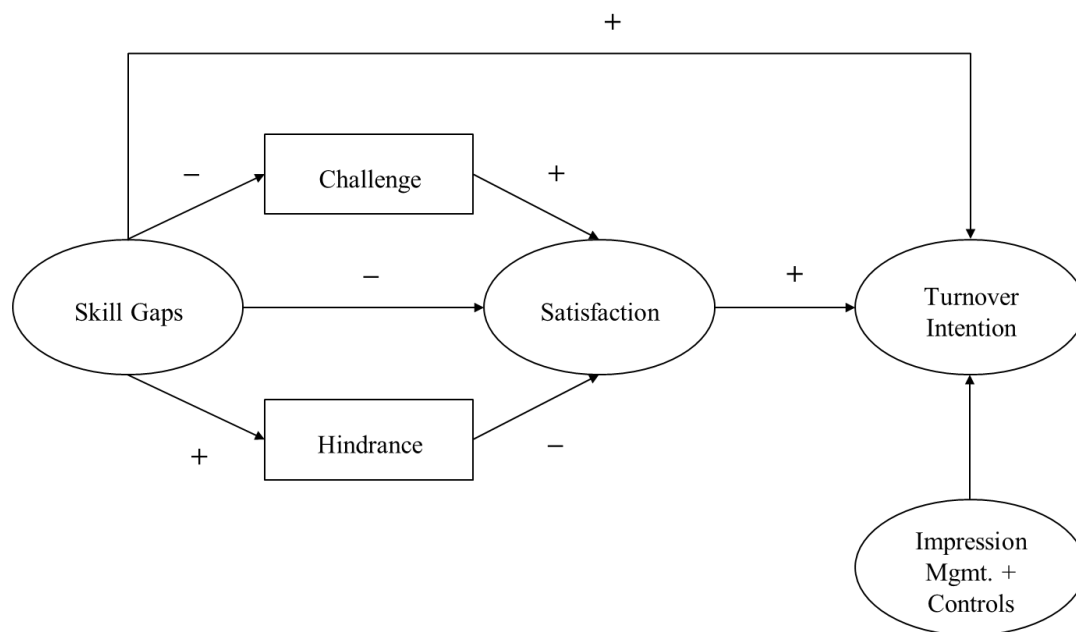 +
−
Challenge
+
Skill Gaps
−
Satisfaction
+
Turnover
Intention
+
Hindrance
−
Impression
Mgmt. +
Controls